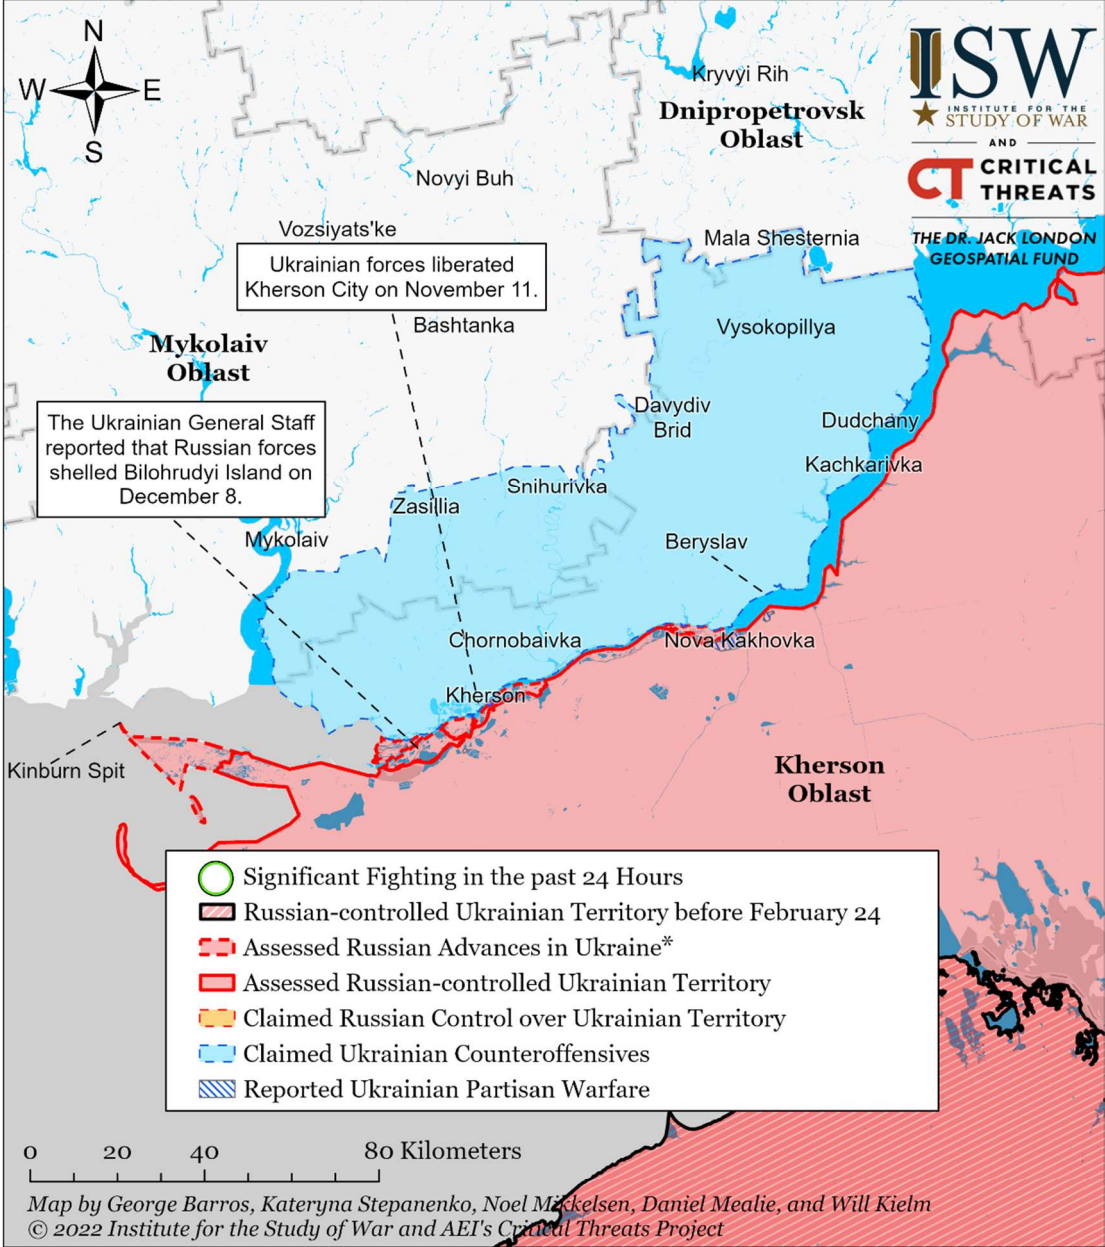 N
W E
S
ISW
INSTITUTE FOR THE
STUDY OF WAR
AND
CT CRITICAL
THREATS
THE DR. JACK LONDON
GEOSPATIAL FUND
Kryvyi Rih
Dnipropetrovsk
Oblast
Novyi Buh
Vozsiyats'ke
Mala Shesternia
Ukrainian forces liberated
Kherson City on November 11.
Bashtanka
Vysokopillya
Mykolaiv
Oblast
Davydiv
Brid
The Ukrainian General Staff
reported that Russian forces
shelled Bilohrudyi Island on
December 8.
Dudchany
Kachkarivka
Snihurivka
Zasillia
Mykolaiv
Beryslav
Chornobaivka
Nova Kakhovka
Kherson
Kinburn Spit
Kherson
Oblast
Significant Fighting in the past 24 Hours
Russian-controlled Ukrainian Territory before February 24
Assessed Russian Advances in Ukraine*
Assessed Russian-controlled Ukrainian Territory
Claimed Russian Control over Ukrainian Territory
Claimed Ukrainian Counteroffensives
Reported Ukrainian Partisan Warfare
0 20 40 80 Kilometers
Map by George Barros, Kateryna Stepanenko, Noel Mikkelsen, Daniel Mealie, and Will Kielm
© 2022 Institute for the Study of War and AEI's Critical Threats Project